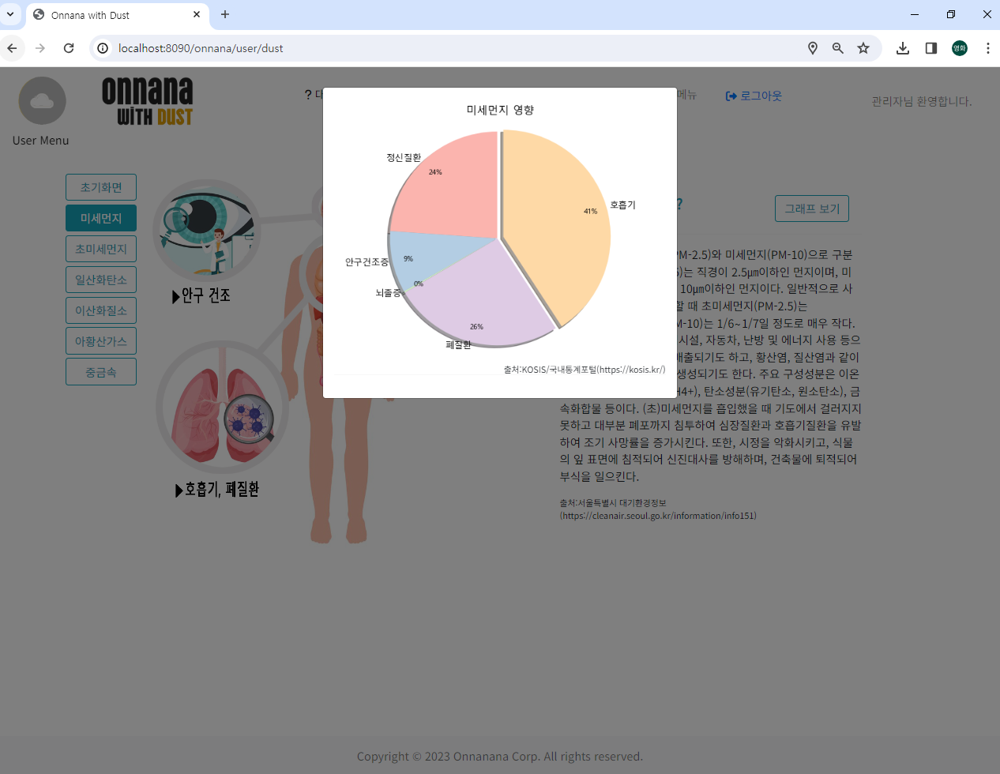 Onnana with Dust
localhost:8090/onnana/user/dust
영화
onnana
WITH DUST
User Menu
? 대
메뉴
로그아웃
관리자님 환영합니다.
초기화면
미세먼지
초미세먼지
일산화탄소
이산화질소
아황산가스
중금속
▶안구 건조
▶호흡기, 폐질환
미세먼지 영향
정신질환
24%
호흡기
41%
안구건조증
9%
뇌졸중
0%
26%
폐질환
출처:KOSIS/국내통계포털(https://kosis.kr/)
?
그래프 보기
M-2.5)와 미세먼지(PM-10)으로 구분
)는 직경이 2.5μm이하인 먼지이며, 미
10μm이하인 먼지이다. 일반적으로 사
할 때 초미세먼지(PM-2.5)는
M-10)는 1/6~1/7일 정도로 매우 작다.
시설, 자동차, 난방 및 에너지 사용 등으
배출되기도 하고, 황산염, 질산염과 같이
생성되기도 한다. 주요 구성성분은 이온
H4+), 탄소성분(유기탄소, 원소탄소), 금
속화합물 등이다. (초)미세먼지를 흡입했을 때 기도에서 걸러지지
못하고 대부분 폐포까지 침투하여 심장질환과 호흡기질환을 유발
하여 조기 사망률을 증가시킨다. 또한, 시정을 악화시키고, 식물
의 잎 표면에 침적되어 신진대사를 방해하며, 건축물에 퇴적되어
부식을 일으킨다.
출처:서울특별시 대기환경정보
(https://cleanair.seoul.go.kr/information/info151)
Copyright © 2023 Onnanana Corp. All rights reserved.